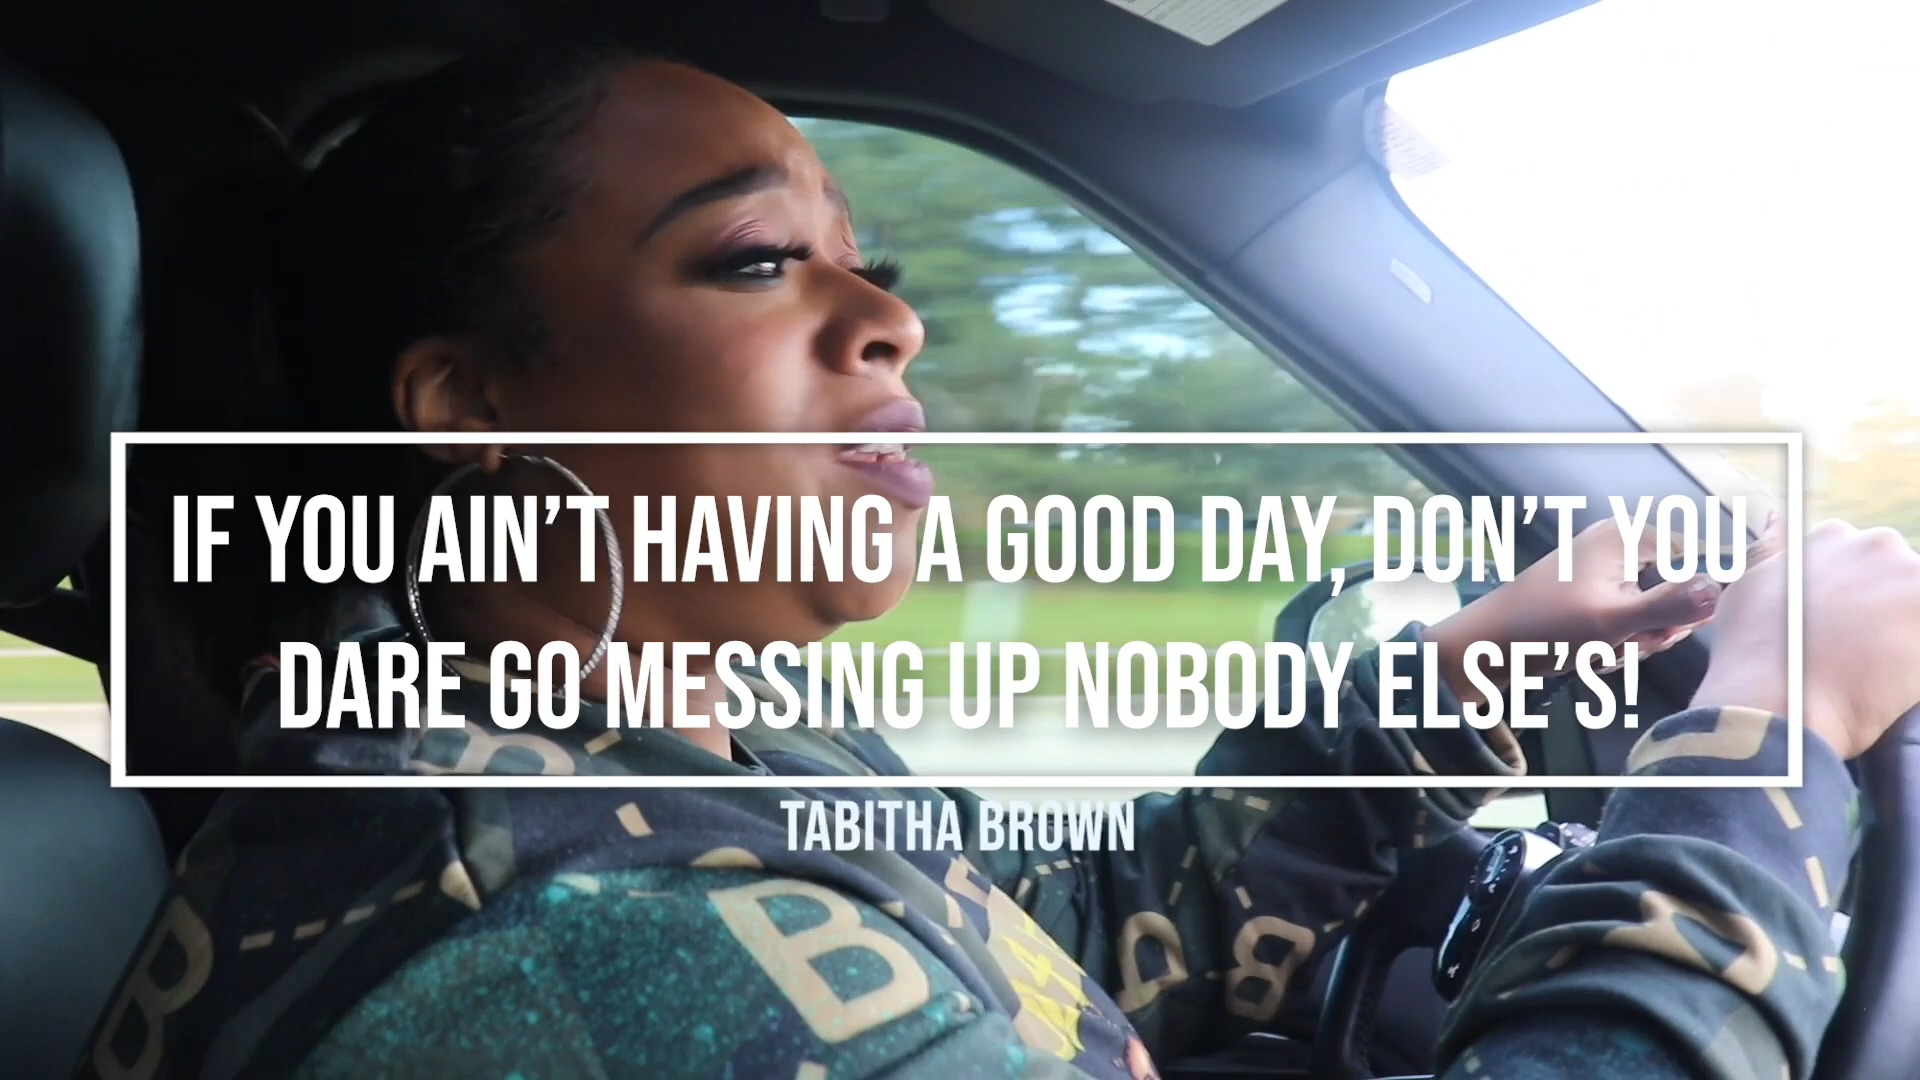 IF YOU AIN’T HAVING A GOOD DAY, DON’T YOU
DARE GO MESSING UP NOBODY ELSE’S!
TABITHA BROWN
B
B
B
B